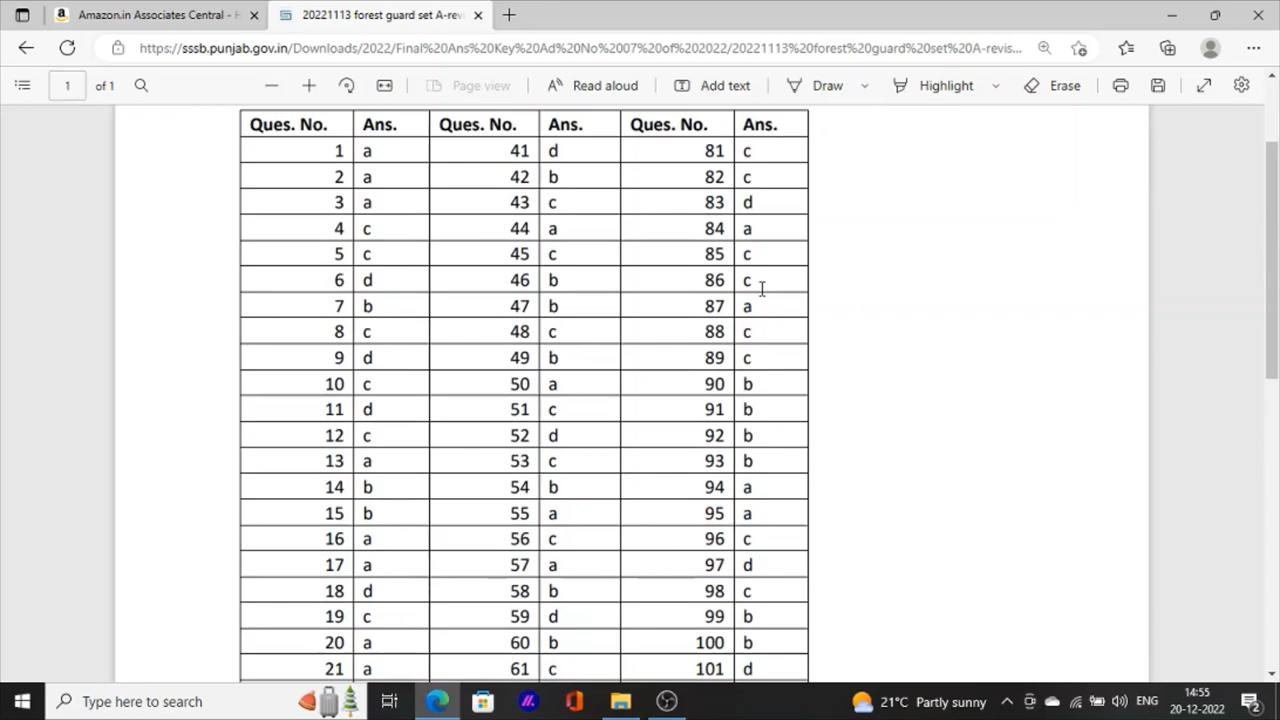 Amazon.in Associates Central - H
20221113 forest guard set A-revi
https://sssb.punjab.gov.in/Downloads/2022/Final%20Ans%20Key%20Ad%20No%2007%20of%202022/20221113%20forest%20guard%20set%20A-revis...
1 of 1 Page view Read aloud Add text Draw Highlight Erase
Ques. No. Ans. Ques. No. Ans. Ques. No. Ans.
1 a 41 d 81 c
2 a 42 b 82 c
3 a 43 c 83 d
4 c 44 a 84 a
5 c 45 c 85 c
6 d 46 b 86 c
7 b 47 b 87 a
8 c 48 c 88 c
9 d 49 b 89 c
10 c 50 a 90 b
11 d 51 c 91 b
12 c 52 d 92 b
13 a 53 c 93 b
14 b 54 b 94 a
15 b 55 a 95 a
16 a 56 c 96 c
17 a 57 a 97 d
18 d 58 b 98 c
19 c 59 d 99 b
20 a 60 b 100 b
21 a 61 c 101 d
Type here to search 21°C Partly sunny ENG 14:55
20-12-2022 2